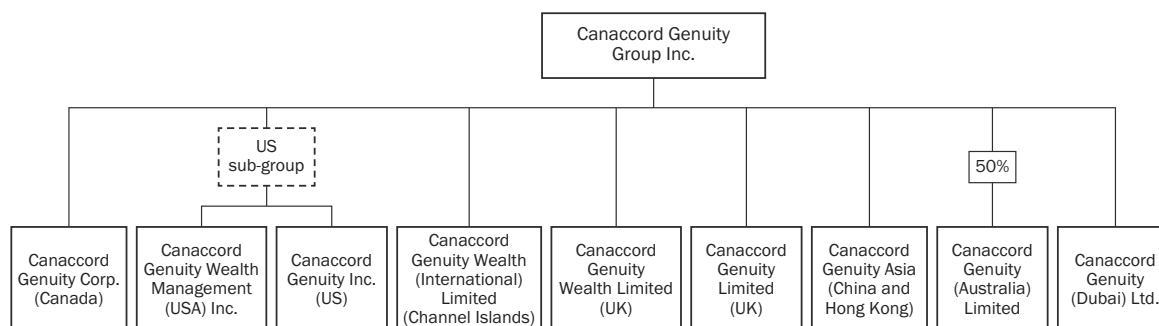 Canaccord Genuity
Group Inc.
US
sub-group
50%
Canaccord
Genuity Corp.
(Canada)
Canaccord
Genuity Wealth
Management
(USA) Inc.
Canaccord
Genuity Inc.
(US)
Canaccord
Genuity Wealth
(International)
Limited
(Channel Islands)
Canaccord
Genuity
Wealth Limited
(UK)
Canaccord
Genuity
Limited
(UK)
Canaccord
Genuity Asia
(China and
Hong Kong)
Canaccord
Genuity
(Australia)
Limited
Canaccord
Genuity
(Dubai) Ltd.